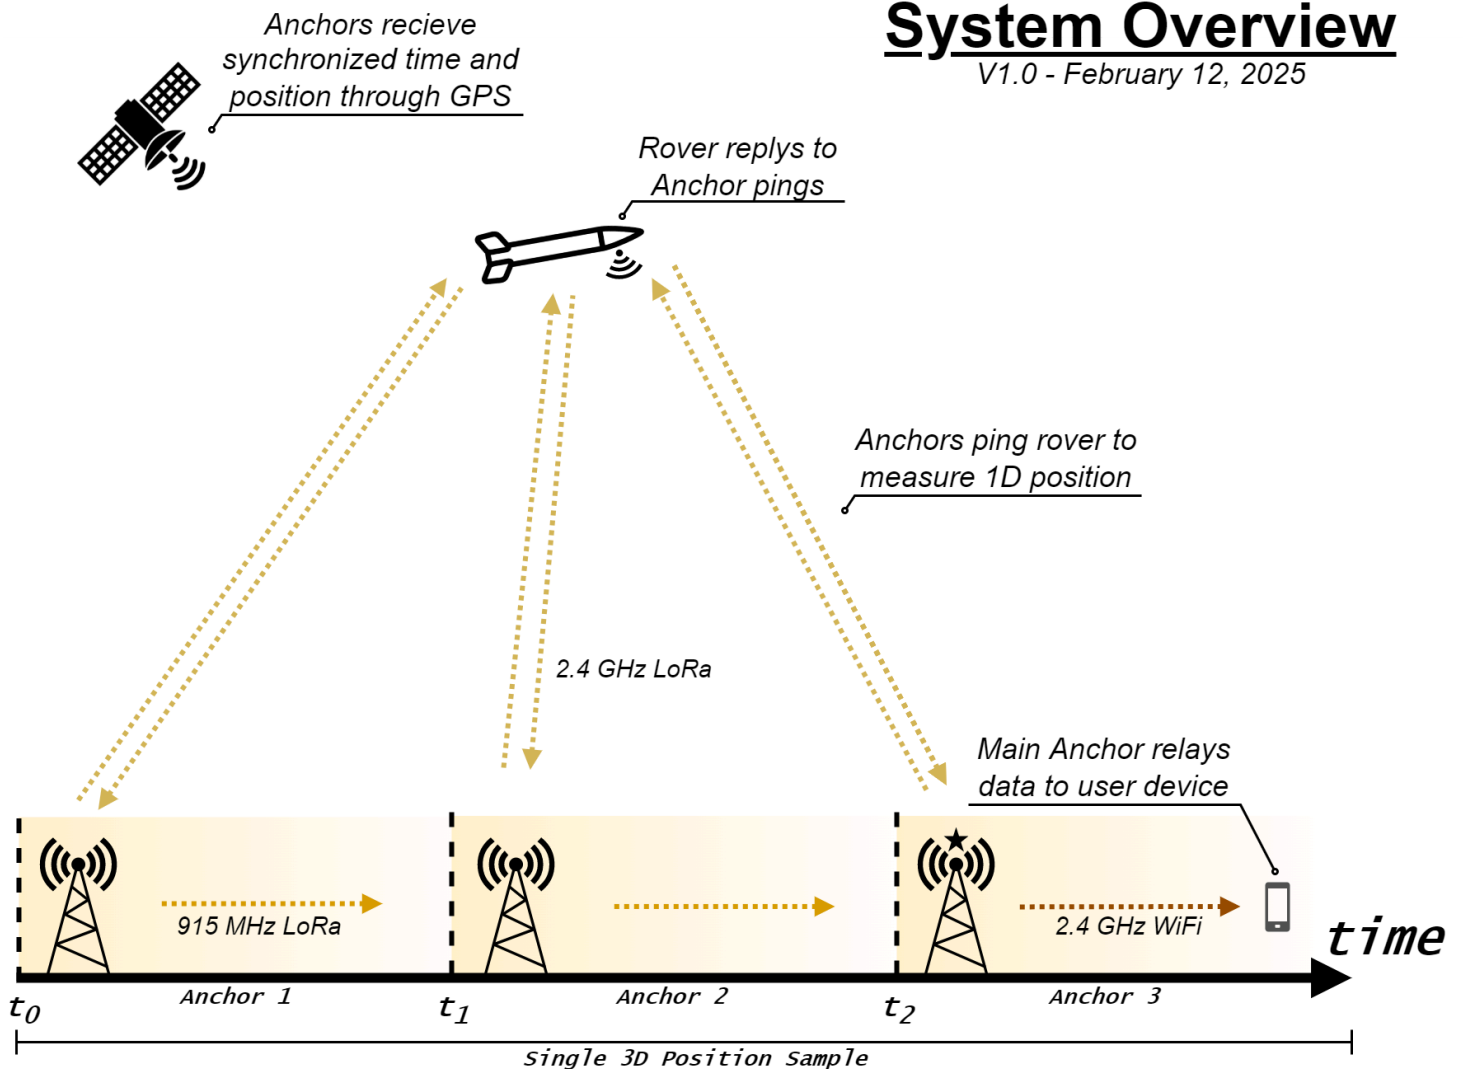 System Overview
V1.0 - February 12, 2025
Anchors recieve
synchronized time and
position through GPS
Rover replys to
Anchor pings
Anchors ping rover to
measure 1D position
2.4 GHz LoRa
Main Anchor relays
data to user device
915 MHz LoRa
2.4 GHz WiFi
time
t0
Anchor 1
t1
Anchor 2
t2
Anchor 3
Single 3D Position Sample